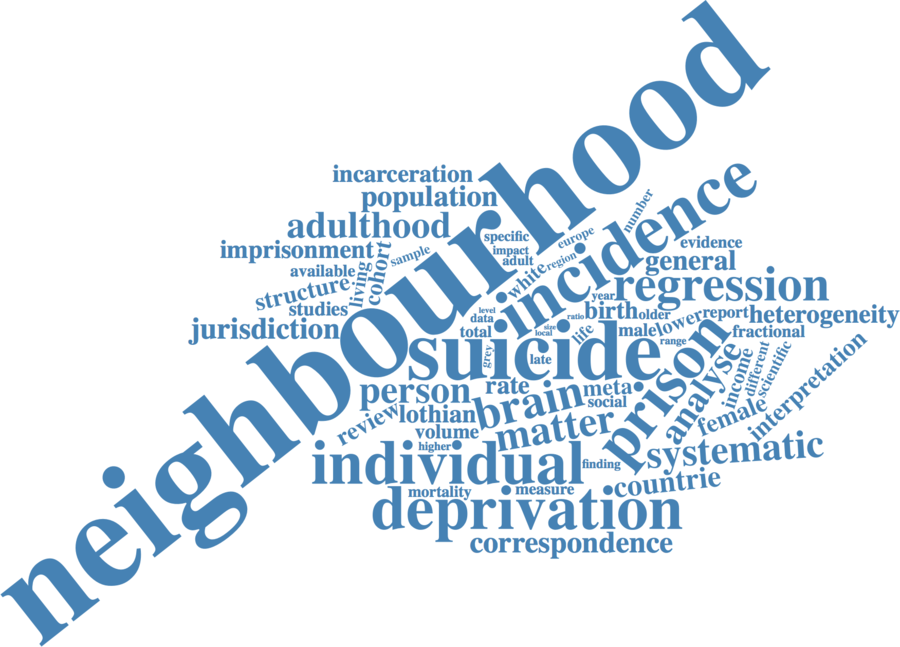 neighbourhood
incarceration
population
adulthood
imprisonment
cohort
sample
available
living
structure
studies
jurisdiction
specific
impact
adult
europe
number
incidence
white
region
evidence
general
regression
year
level
data
total
size
local
ratio
birth
older
life
male
lower
report
heterogeneity
range
fractional
suicide
grey
late
prison
analyse
income
different
scientific
interpretation
person
rate
brain
meta
social
female
review
lothian
volume
higher
matter
systematic
individual
finding
countrie
mortality
measure
deprivation
correspondence